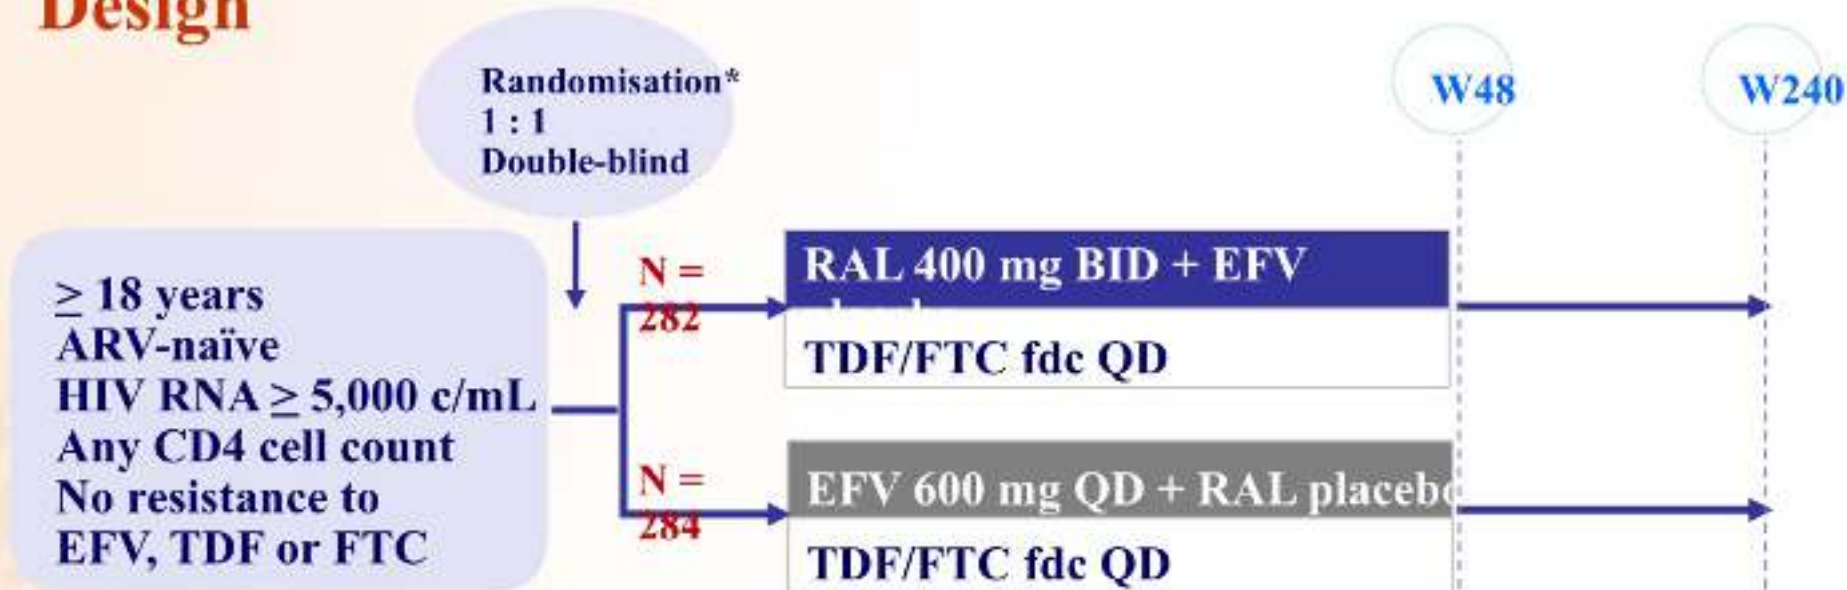 Design
Randomisation*
1 : 1
Double-blind
W48
W240
≥ 18 years
ARV-naïve
HIV RNA ≥ 5,000 c/mL
Any CD4 cell count
No resistance to
EFV, TDF or FTC
N =
282
RAL 400 mg BID + EFV
TDF/FTC fdc QD
N =
284
EFV 600 mg QD + RAL placebo
TDF/FTC fdc QD